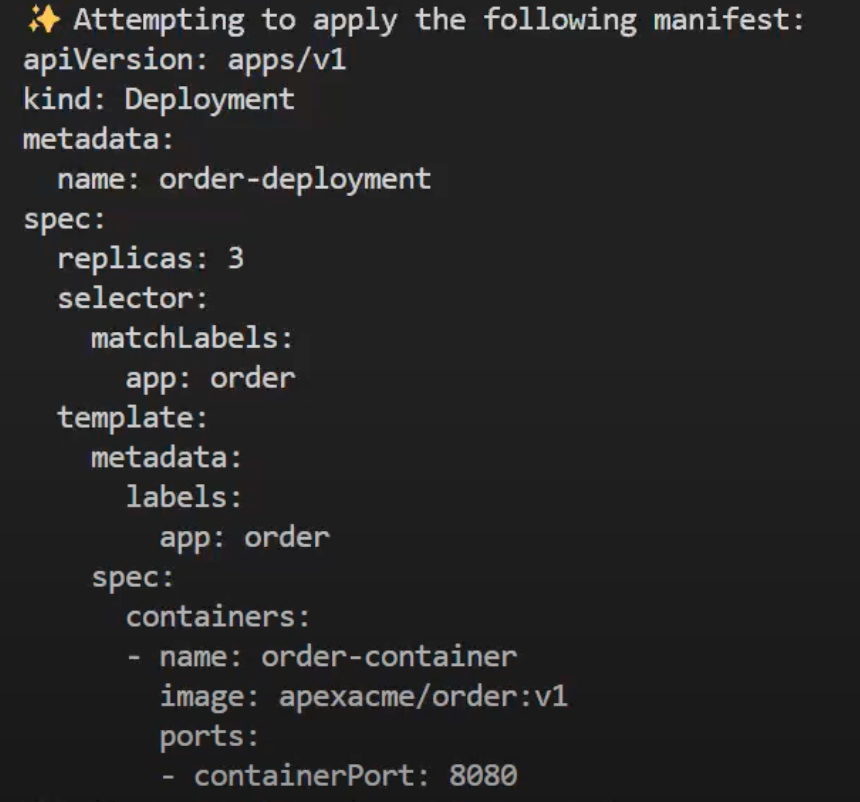 ✨ Attempting to apply the following manifest:
apiVersion: apps/v1
kind: Deployment
metadata:
  name: order-deployment
spec:
  replicas: 3
  selector:
    matchLabels:
      app: order
  template:
    metadata:
      labels:
        app: order
    spec:
      containers:
      - name: order-container
        image: apexacme/order:v1
        ports:
        - containerPort: 8080